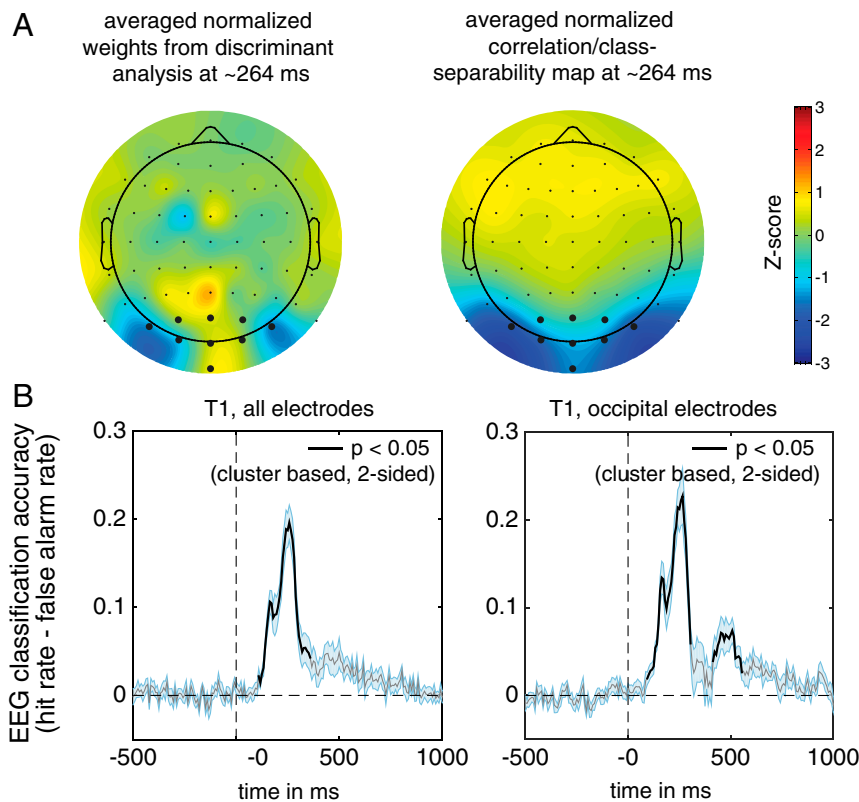 A
averaged normalized
weights from discriminant
analysis at ~264 ms
averaged normalized
correlation/class-
separability map at ~264 ms
3
2
1
0
-1
-2
-3
Z-score
B
T1, all electrodes
p < 0.05
(cluster based, 2-sided)
EEG classification accuracy
(hit rate - false alarm rate)
0.3
0.2
0.1
0
-500
-0
500
1000
time in ms
T1, occipital electrodes
p < 0.05
(cluster based, 2-sided)
0.3
0.2
0.1
0
-500
-0
500
1000
time in ms